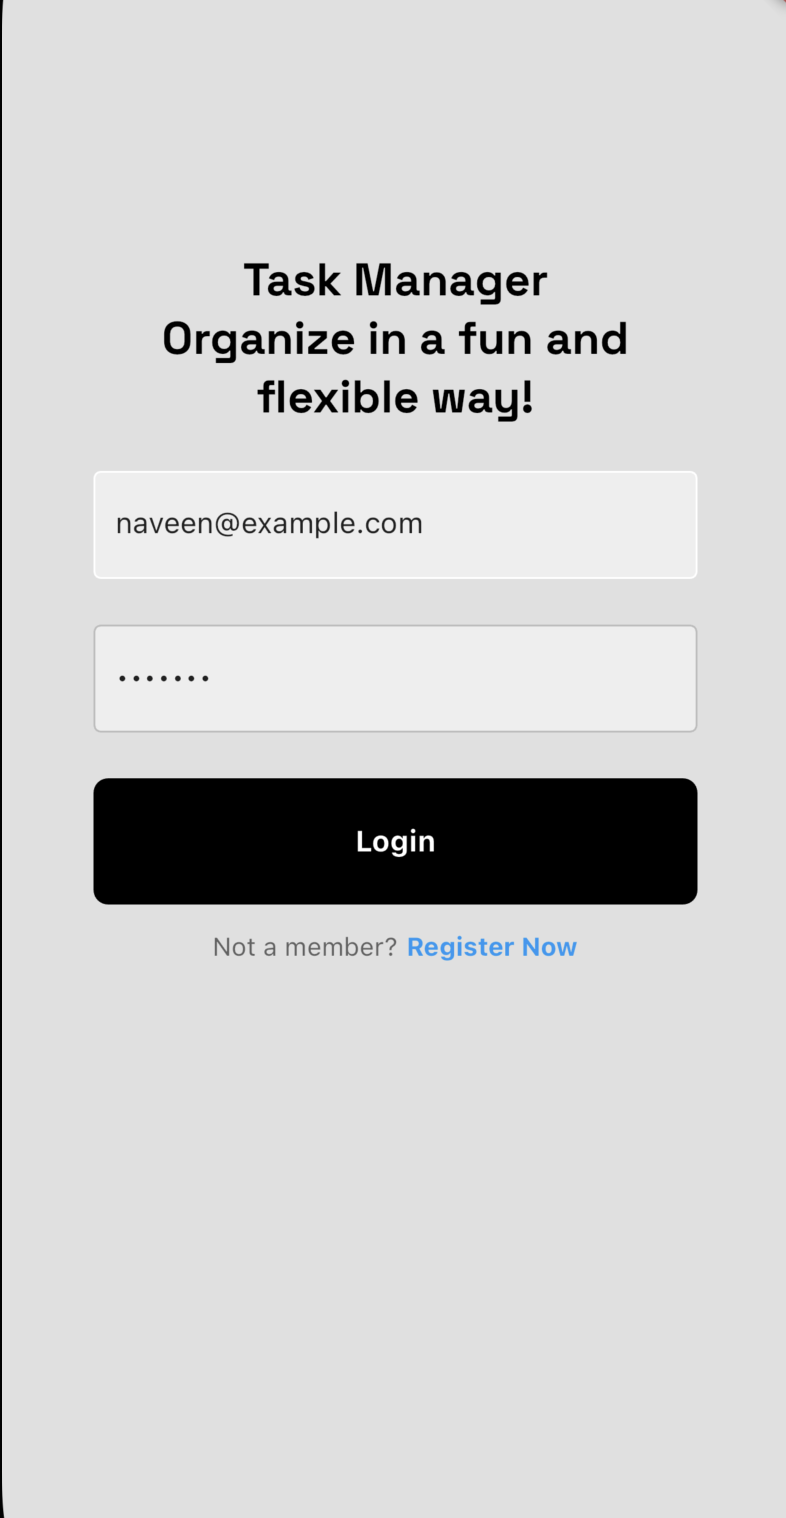 Task Manager
Organize in a fun and
flexible way!
naveen@example.com
·······
Login
Not a member? Register Now